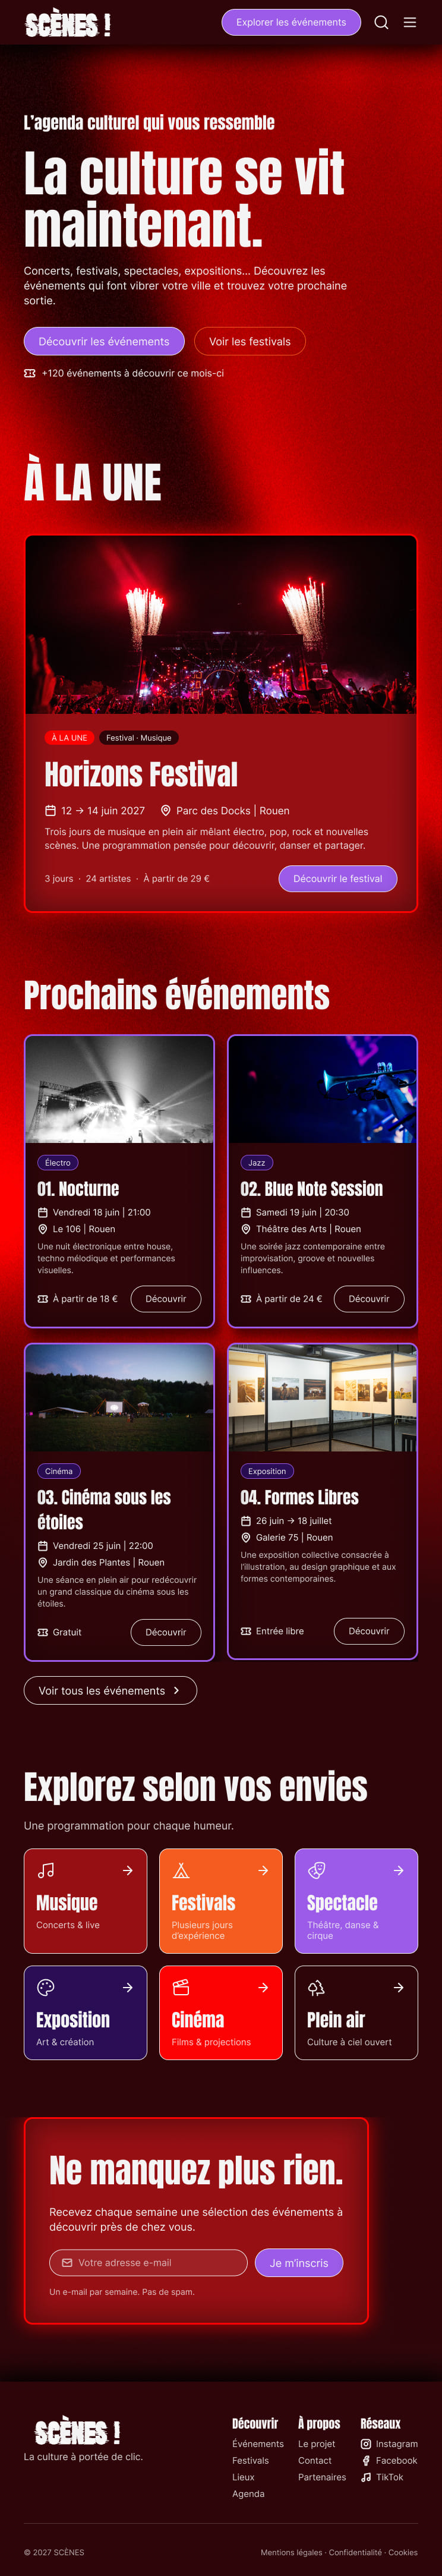 SCÈNES !
Explorer les événements
L'agenda culturel qui vous ressemble
La culture se vit
maintenant.
Concerts, festivals, spectacles, expositions... Découvrez les
événements qui font vibrer votre ville et trouvez votre prochaine
sortie.
Découvrir les événements
Voir les festivals
+120 événements à découvrir ce mois-ci
À LA UNE
À LA UNE
Festival · Musique
Horizons Festival
12 → 14 juin 2027
Parc des Docks | Rouen
Trois jours de musique en plein air mêlant électro, pop, rock et nouvelles
scènes. Une programmation pensée pour découvrir, danser et partager.
3 jours · 24 artistes · À partir de 29 €
Découvrir le festival
Prochains événements
Électro
01. Nocturne
Vendredi 18 juin | 21:00
Le 106 | Rouen
Une nuit électronique entre house,
techno mélodique et performances
visuelles.
À partir de 18 €
Découvrir
Jazz
02. Blue Note Session
Samedi 19 juin | 20:30
Théâtre des Arts | Rouen
Une soirée jazz contemporaine entre
improvisation, groove et nouvelles
influences.
À partir de 24 €
Découvrir
Cinéma
03. Cinéma sous les
étoiles
Vendredi 25 juin | 22:00
Jardin des Plantes | Rouen
Une séance en plein air pour redécouvrir
un grand classique du cinéma sous les
étoiles.
Gratuit
Découvrir
Exposition
04. Formes Libres
26 juin → 18 juillet
Galerie 75 | Rouen
Une exposition collective consacrée à
l'illustration, au design graphique et aux
formes contemporaines.
Entrée libre
Découvrir
Voir tous les événements
Explorez selon vos envies
Une programmation pour chaque humeur.
Musique
Concerts & live
Festivals
Plusieurs jours
d'expérience
Spectacle
Théâtre, danse &
cirque
Exposition
Art & création
Cinéma
Films & projections
Plein air
Culture à ciel ouvert
Ne manquez plus rien.
Recevez chaque semaine une sélection des événements à
découvrir près de chez vous.
Votre adresse e-mail
Je m'inscris
Un e-mail par semaine. Pas de spam.
SCÈNES !
La culture à portée de clic.
Découvrir
Événements
Festivals
Lieux
Agenda
À propos
Le projet
Contact
Partenaires
Réseaux
Instagram
Facebook
TikTok
© 2027 SCÈNES
Mentions légales · Confidentialité · Cookies